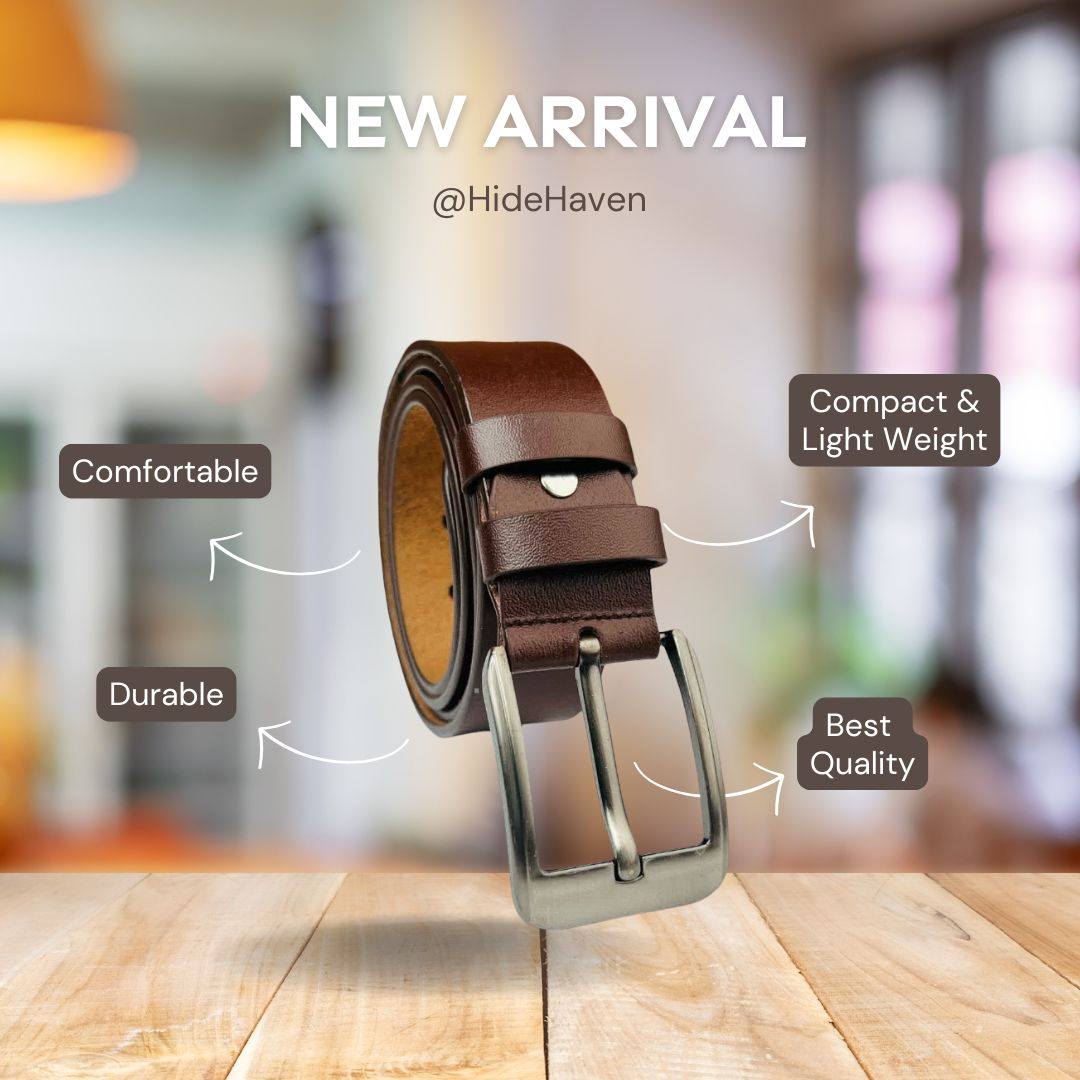 NEW ARRIVAL
@HideHaven
Compact &
Light Weight
Comfortable
Durable
Best
Quality